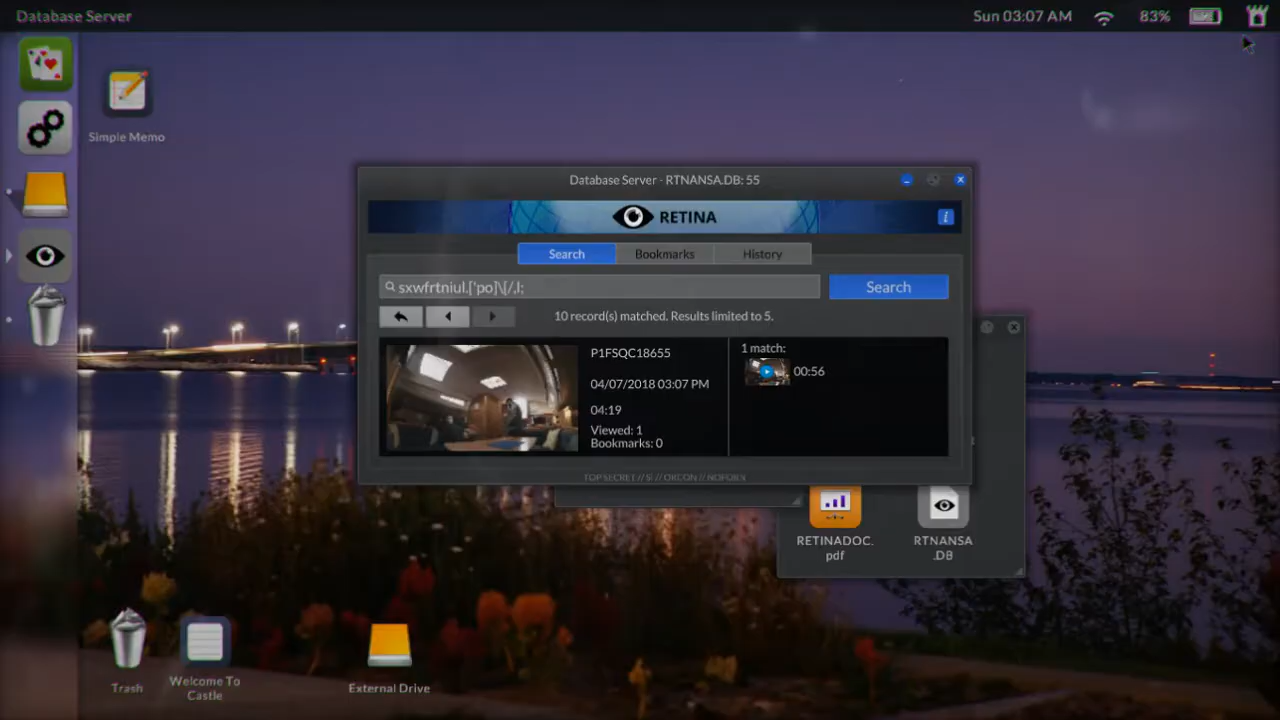 Database Server
Sun 03:07 AM
83%
Simple Memo
Database Server - RTNANSA.DB: 55
RETINA
i
Search
Bookmarks
History
sxwfrtniul.['po]\[/,l;
Search
10 record(s) matched. Results limited to 5.
P1FSQC18655
04/07/2018 03:07 PM
04:19
Viewed: 1
Bookmarks: 0
1 match:
00:56
TOP SECRET // SI // ORCON // NOFORN
RETINADOC.
pdf
RTNANSA
.DB
Trash
Welcome To
Castle
External Drive